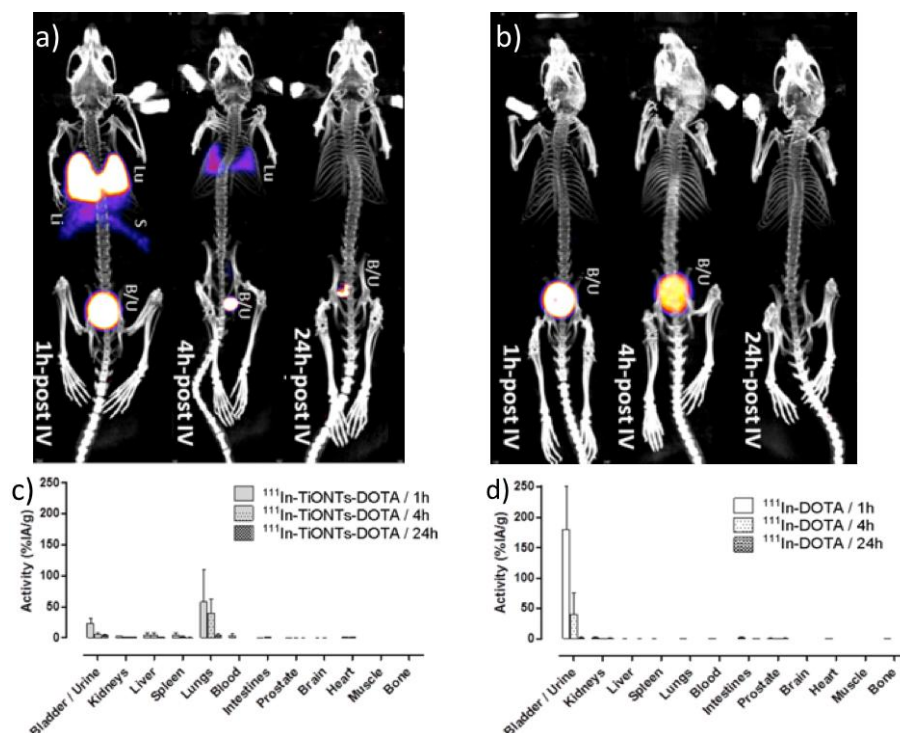 a)
Lu
Li
S
B/U
1h-post IV
Lu
B/U
4h-post IV
B/U
24h-post IV
b)
B/U
1h-post IV
B/U
4h-post IV
24h-post IV
c)
250
200
150
100
50
0
Activity (%IA/g)
¹¹¹In-TiONTs-DOTA / 1h
¹¹¹In-TiONTs-DOTA / 4h
¹¹¹In-TiONTs-DOTA / 24h
Bladder / Urine
Kidneys
Liver
Spleen
Lungs
Blood
Intestines
Prostate
Brain
Heart
Muscle
Bone
d)
250
200
150
100
50
0
Activity (%IA/g)
¹¹¹In-DOTA / 1h
¹¹¹In-DOTA / 4h
¹¹¹In-DOTA / 24h
Bladder / Urine
Kidneys
Liver
Spleen
Lungs
Blood
Intestines
Prostate
Brain
Heart
Muscle
Bone